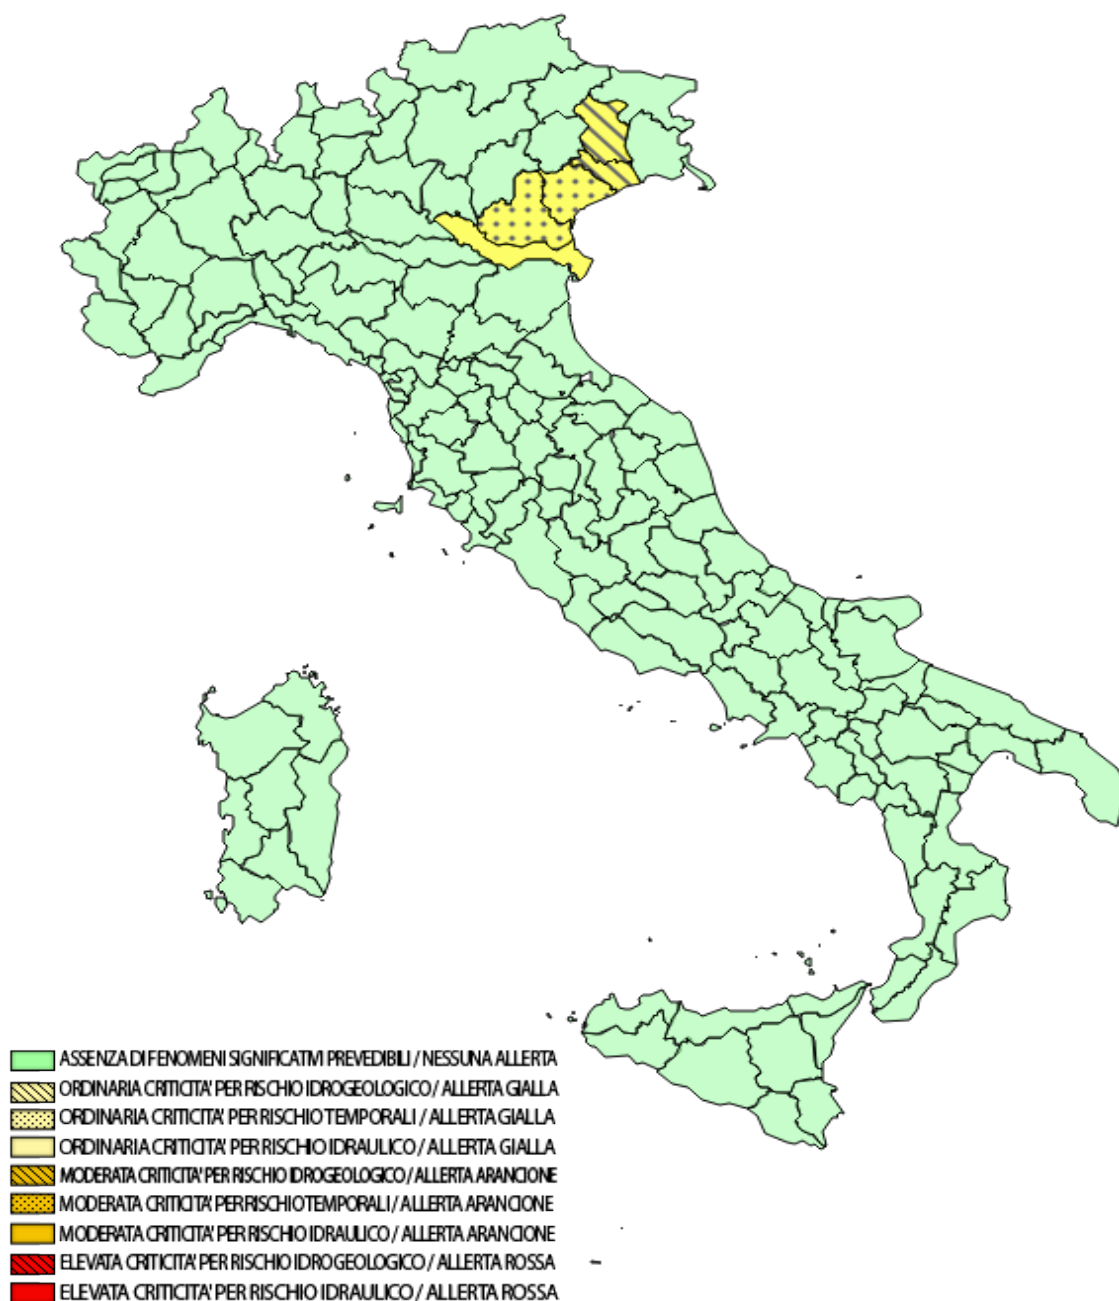 ASSENZA DI FENOMENI SIGNIFICATIVI PREVEDIBILI / NESSUNA ALLERTA
ORDINARIA CRITICITA' PER RISCHIO IDROGEOLOGICO / ALLERTA GIALLA
ORDINARIA CRITICITA' PER RISCHIO TEMPORALI / ALLERTA GIALLA
ORDINARIA CRITICITA' PER RISCHIO IDRAULICO / ALLERTA GIALLA
MODERATA CRITICITA' PER RISCHIO IDROGEOLOGICO / ALLERTA ARANCIONE
MODERATA CRITICITA' PER RISCHIO TEMPORALI / ALLERTA ARANCIONE
MODERATA CRITICITA' PER RISCHIO IDRAULICO / ALLERTA ARANCIONE
ELEVATA CRITICITA' PER RISCHIO IDROGEOLOGICO / ALLERTA ROSSA
ELEVATA CRITICITA' PER RISCHIO IDRAULICO / ALLERTA ROSSA